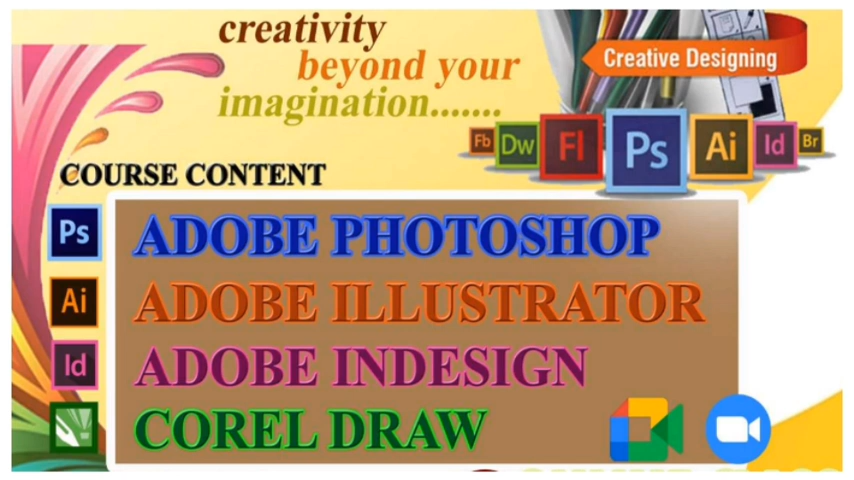 creativity
beyond your
imagination.......
Creative Designing
Fb Dw Fl Ps Ai Id Br
COURSE CONTENT
Ps ADOBE PHOTOSHOP
Ai ADOBE ILLUSTRATOR
Id ADOBE INDESIGN
COREL DRAW